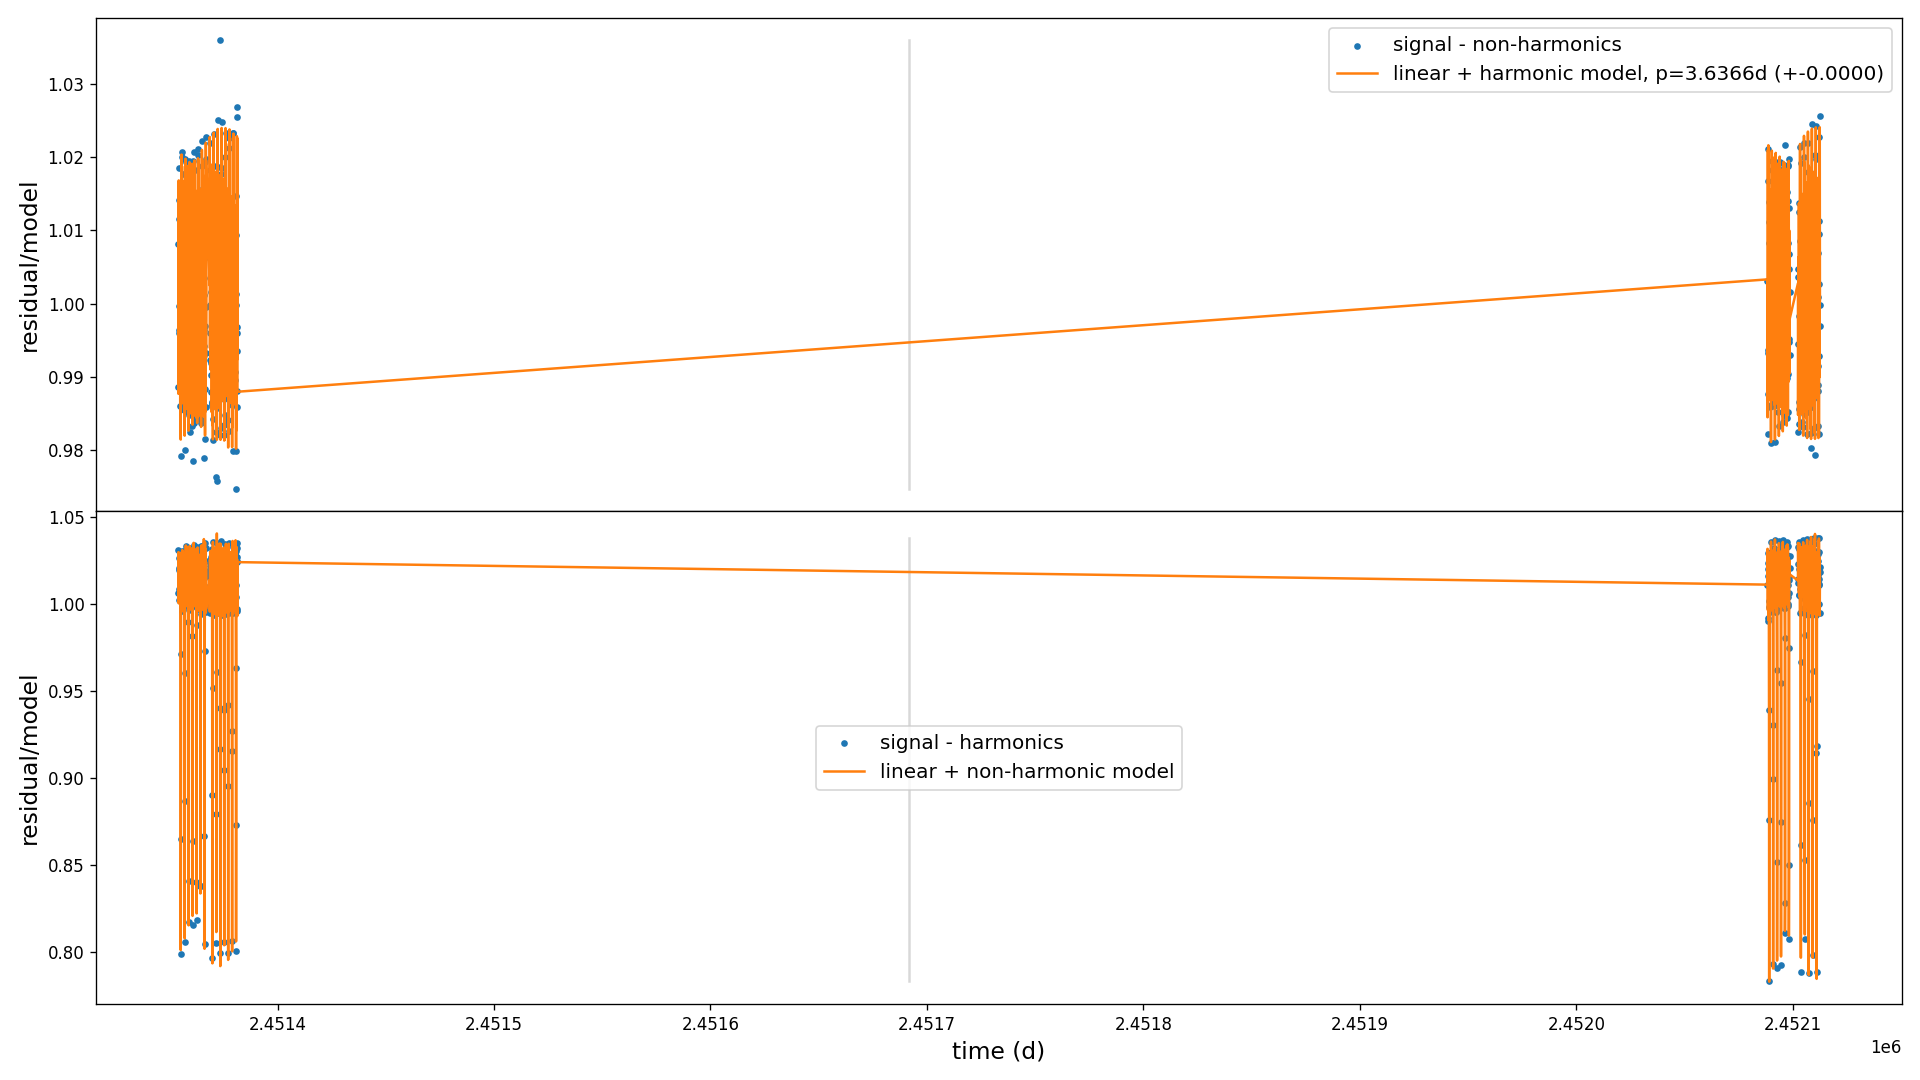 signal - non-harmonics
linear + harmonic model, p=3.6366d (+-0.0000)
residual/model
1.03
1.02
1.01
1.00
0.99
0.98
signal - harmonics
linear + non-harmonic model
residual/model
1.05
1.00
0.95
0.90
0.85
0.80
2.4514
2.4515
2.4516
2.4517
2.4518
2.4519
2.4520
2.4521
1e6
time (d)